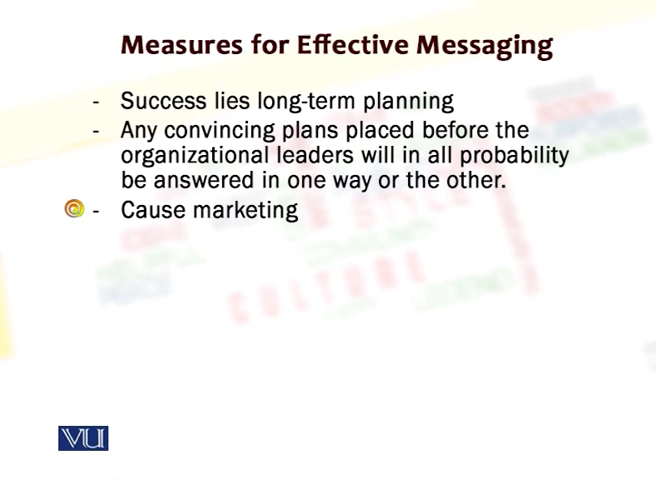 Measures for Effective Messaging
- Success lies long-term planning
- Any convincing plans placed before the
organizational leaders will in all probability
be answered in one way or the other.
- Cause marketing
CULTURE
VU